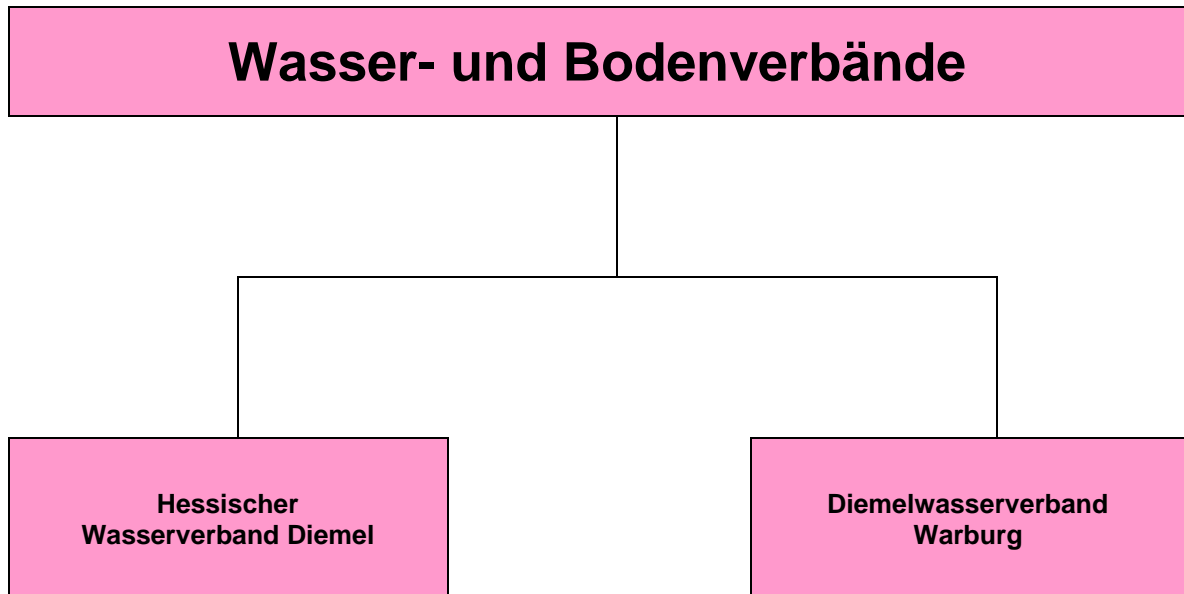 Wasser- und Bodenverbände
Hessischer
Wasserverband Diemel
Diemelwasserverband
Warburg